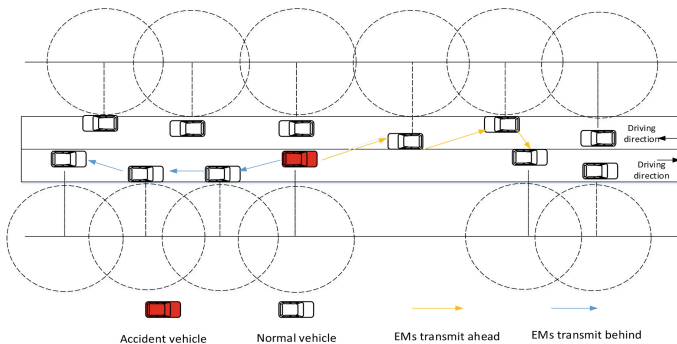 Driving
direction
Driving
direction
Accident vehicle
Normal vehicle
EMs transmit ahead
EMs transmit behind